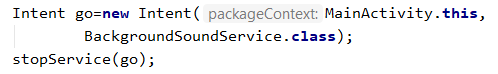 Intent go=new Intent( packageContext: MainActivity.this,
BackgroundSoundService.class);
stopService(go);